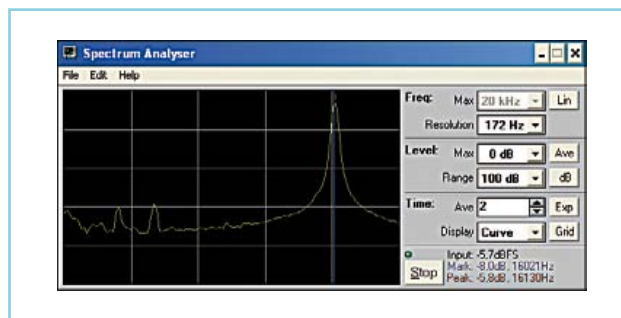 Spectrum Analyser
File Edit Help
Freq: Max 20 kHz Lin
Resolution 172 Hz
Level: Max 0 dB Ave
Range 100 dB dB
Time: Ave 2 Exp
Display Curve Grid
Input: -5.7dBFS
Stop Mark: -8.0dB, 16021Hz
Peak: -5.8dB, 16130Hz